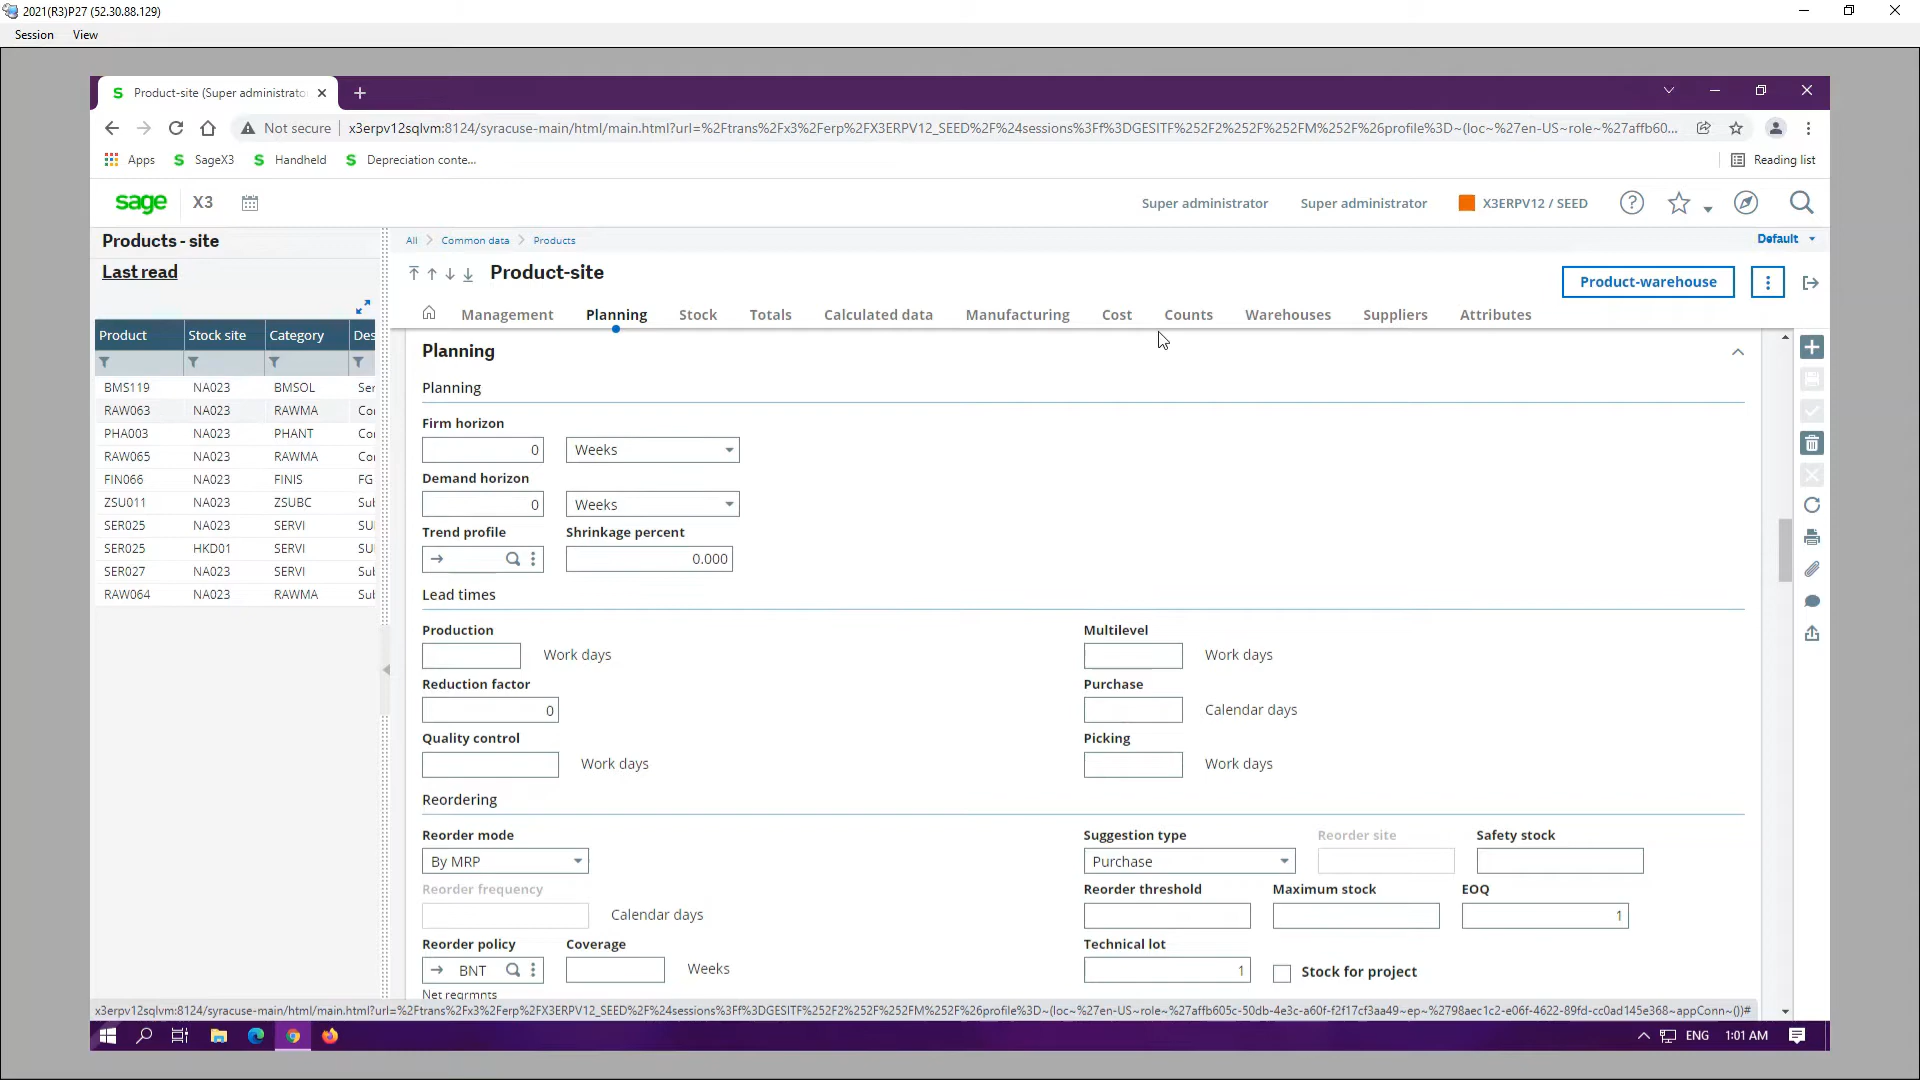 2021(R3)P27 (52.30.88.129)
Session View
Product-site (Super administrato
Not secure x3erpv12sqlvm:8124/syracuse-main/html/main.html?url=%2Ftrans%2Fx3%2Ferp%2FX3ERPV12_SEED%2F%24sessions%3Ff%3DGESITF%252F2%252F%252FM%252F%26profile%3D~(loc~%27en-US~role~%27affb60...
Apps SageX3 Handheld Depreciation conte... Reading list
sage X3 Super administrator Super administrator X3ERPV12 / SEED
Products - site
All Common data Products Default
Last read
Product-site
Product-warehouse
Management Planning Stock Totals Calculated data Manufacturing Cost Counts Warehouses Suppliers Attributes
Product Stock site Category Des
BMS119 NA023 BMSOL Ser
RAW063 NA023 RAWMA Co
PHA003 NA023 PHANT Co
RAW065 NA023 RAWMA Co
FIN066 NA023 FINIS FG
ZSU011 NA023 ZSUBC Sul
SER025 NA023 SERVI SU
SER025 HKD01 SERVI SU
SER027 NA023 SERVI Sul
RAW064 NA023 RAWMA Sul
Planning
Planning
Firm horizon
0 Weeks
Demand horizon
0 Weeks
Trend profile Shrinkage percent
0.000
Lead times
Production Multilevel
Work days Work days
Reduction factor Purchase
0 Calendar days
Quality control Picking
Work days Work days
Reordering
Reorder mode Suggestion type Reorder site Safety stock
By MRP Purchase
Reorder frequency Reorder threshold Maximum stock EOQ
Calendar days 1
Reorder policy Coverage Technical lot
BNT Weeks 1 Stock for project
Net reqrmnts
x3erpv12sqlvm:8124/syracuse-main/html/main.html?url=%2Ftrans%2Fx3%2Ferp%2FX3ERPV12_SEED%2F%24sessions%3Ff%3DGESITF%252F2%252F%252FM%252F%26profile%3D~(loc~%27en-US~role~%27affb605c-50db-4e3c-a60f-f2f17cf3aa49~ep~%2798aec1c2-e06f-4622-89fd-cc0ad145e368~appConn~())#
ENG 1:01 AM